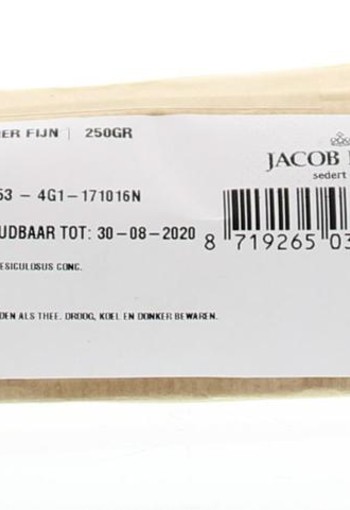 IER FIJN | 250GR
JACOB
sedert
53 - 4G1-171016N
UDBAAR TOT: 30-08-2020
8 719265 03
ESICULOSUS CONC.
DEN ALS THEE. DROOG, KOEL EN DONKER BEWAREN.